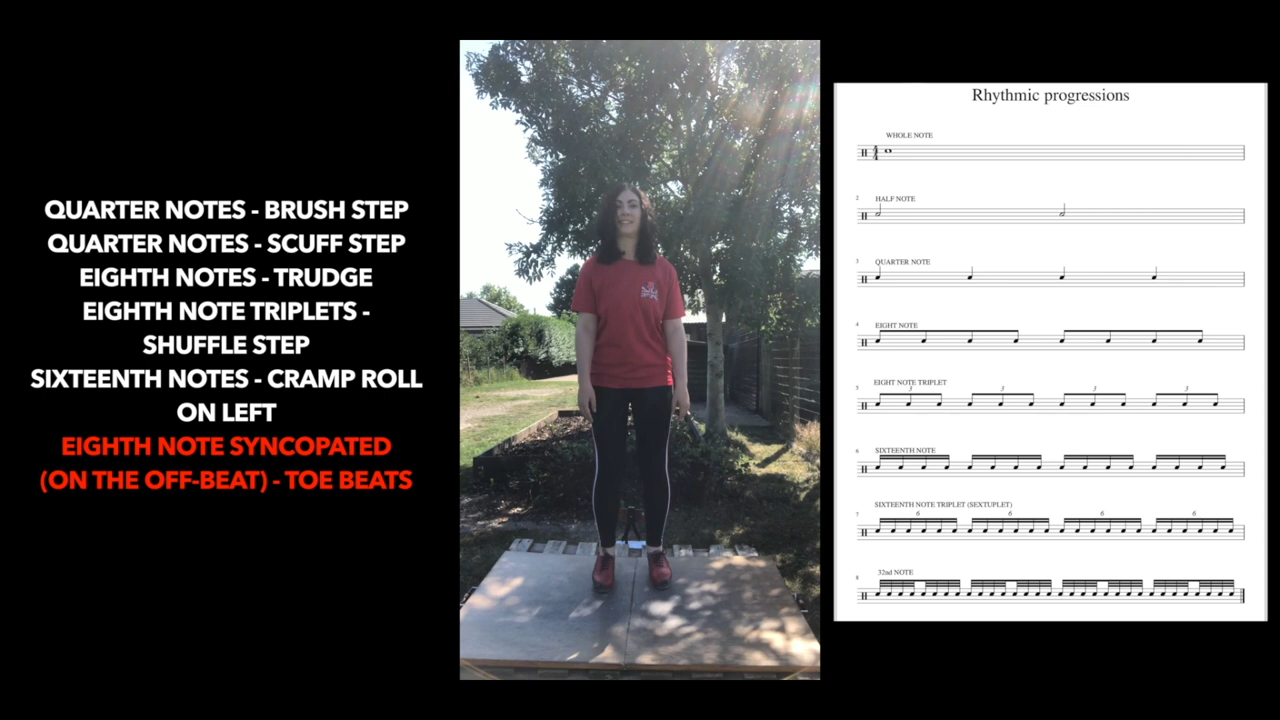 QUARTER NOTES - BRUSH STEP
QUARTER NOTES - SCUFF STEP
EIGHTH NOTES - TRUDGE
EIGHTH NOTE TRIPLETS -
SHUFFLE STEP
SIXTEENTH NOTES - CRAMP ROLL
ON LEFT
EIGHTH NOTE SYNCOPATED
(ON THE OFF-BEAT) - TOE BEATS
Rhythmic progressions
WHOLE NOTE
4
4
2
HALF NOTE
3
QUARTER NOTE
4
EIGHT NOTE
5
EIGHT NOTE TRIPLET
3 3 3 3
6
SIXTEENTH NOTE
7
SIXTEENTH NOTE TRIPLET (SEXTUPLET)
6 6 6 6
8
32nd NOTE